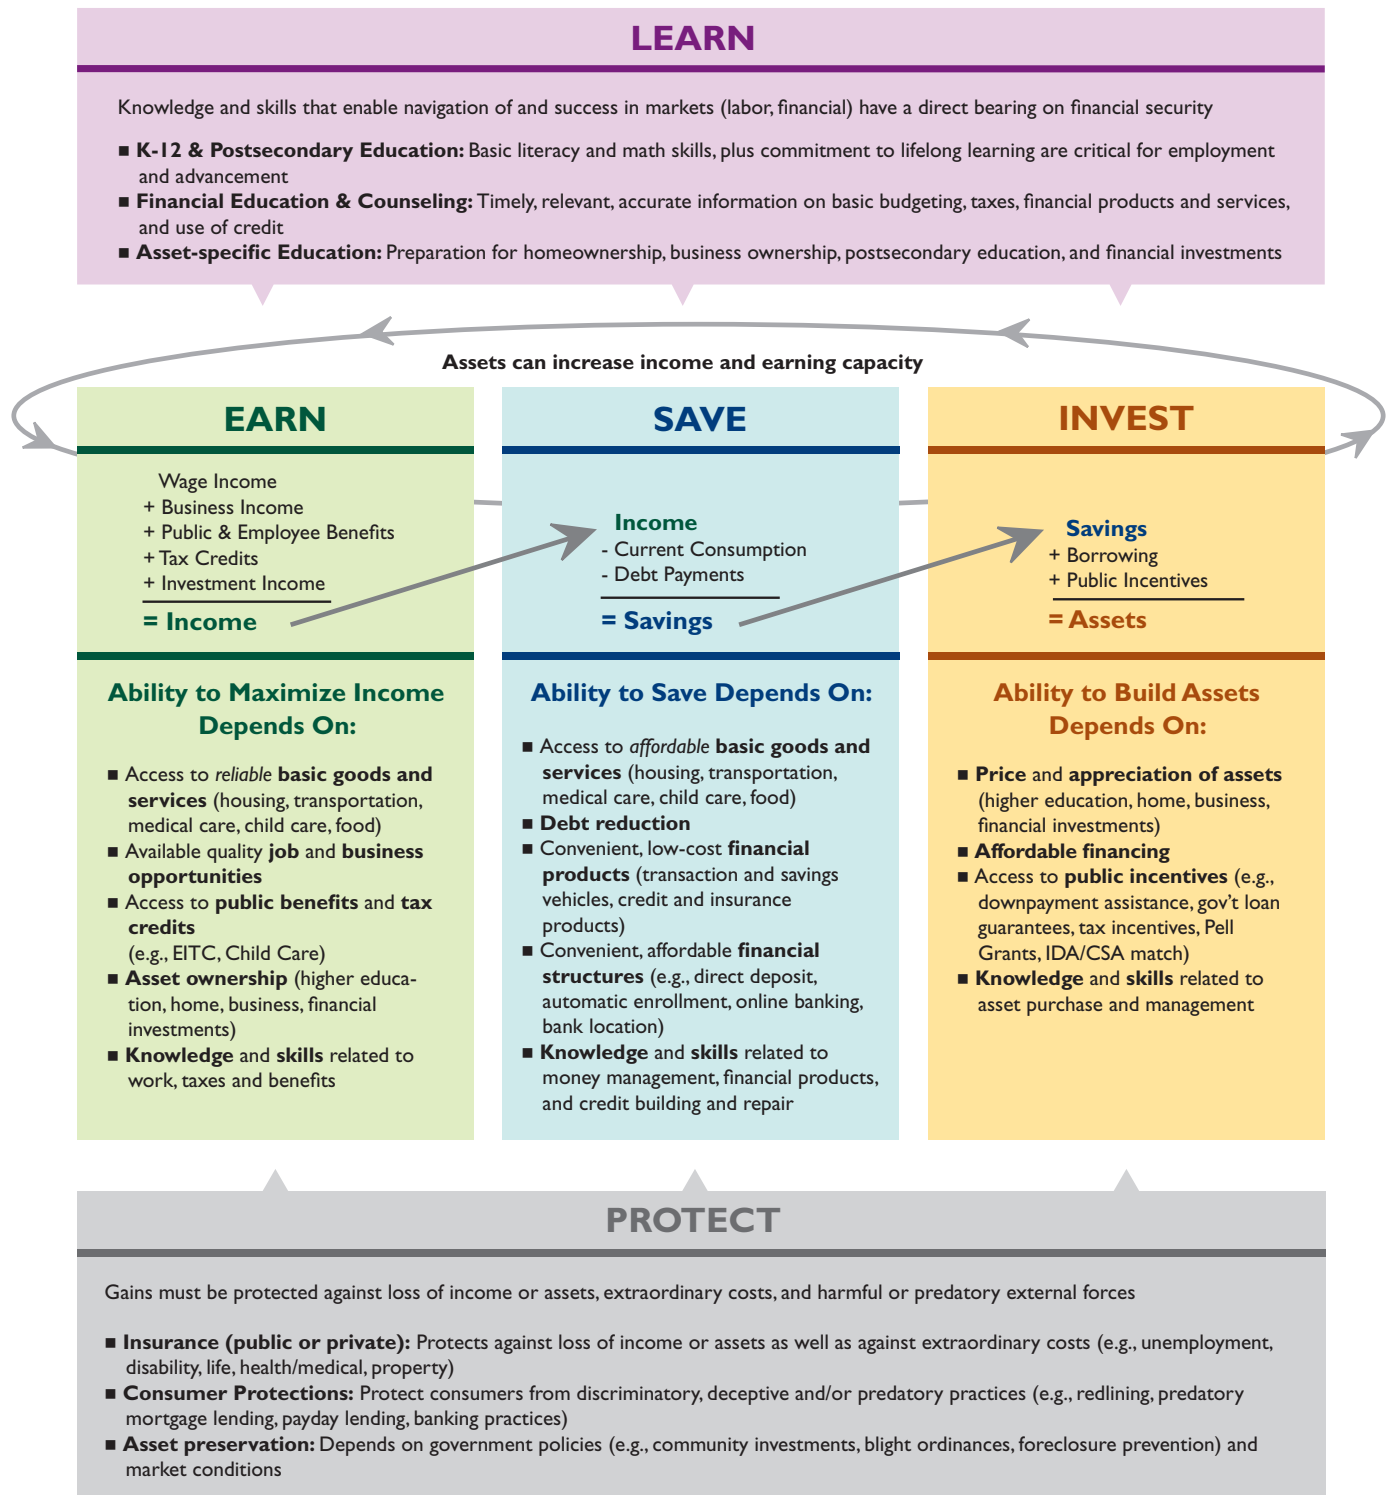 LEARN
Knowledge and skills that enable navigation of and success in markets (labor, financial) have a direct bearing on financial security
■ K-12 & Postsecondary Education: Basic literacy and math skills, plus commitment to lifelong learning are critical for employment
and advancement
■ Financial Education & Counseling: Timely, relevant, accurate information on basic budgeting, taxes, financial products and services,
and use of credit
■ Asset-specific Education: Preparation for homeownership, business ownership, postsecondary education, and financial investments
Assets can increase income and earning capacity
EARN
Wage Income
+ Business Income
+ Public & Employee Benefits
+ Tax Credits
+ Investment Income
= Income
Ability to Maximize Income
Depends On:
■ Access to reliable basic goods and
services (housing, transportation,
medical care, child care, food)
■ Available quality job and business
opportunities
■ Access to public benefits and tax
credits
(e.g., EITC, Child Care)
■ Asset ownership (higher educa-
tion, home, business, financial
investments)
■ Knowledge and skills related to
work, taxes and benefits
SAVE
Income
- Current Consumption
- Debt Payments
= Savings
Ability to Save Depends On:
■ Access to affordable basic goods and
services (housing, transportation,
medical care, child care, food)
■ Debt reduction
■ Convenient, low-cost financial
products (transaction and savings
vehicles, credit and insurance
products)
■ Convenient, affordable financial
structures (e.g., direct deposit,
automatic enrollment, online banking,
bank location)
■ Knowledge and skills related to
money management, financial products,
and credit building and repair
INVEST
Savings
+ Borrowing
+ Public Incentives
= Assets
Ability to Build Assets
Depends On:
■ Price and appreciation of assets
(higher education, home, business,
financial investments)
■ Affordable financing
■ Access to public incentives (e.g.,
downpayment assistance, gov't loan
guarantees, tax incentives, Pell
Grants, IDA/CSA match)
■ Knowledge and skills related to
asset purchase and management
PROTECT
Gains must be protected against loss of income or assets, extraordinary costs, and harmful or predatory external forces
■ Insurance (public or private): Protects against loss of income or assets as well as against extraordinary costs (e.g., unemployment,
disability, life, health/medical, property)
■ Consumer Protections: Protect consumers from discriminatory, deceptive and/or predatory practices (e.g., redlining, predatory
mortgage lending, payday lending, banking practices)
■ Asset preservation: Depends on government policies (e.g., community investments, blight ordinances, foreclosure prevention) and
market conditions